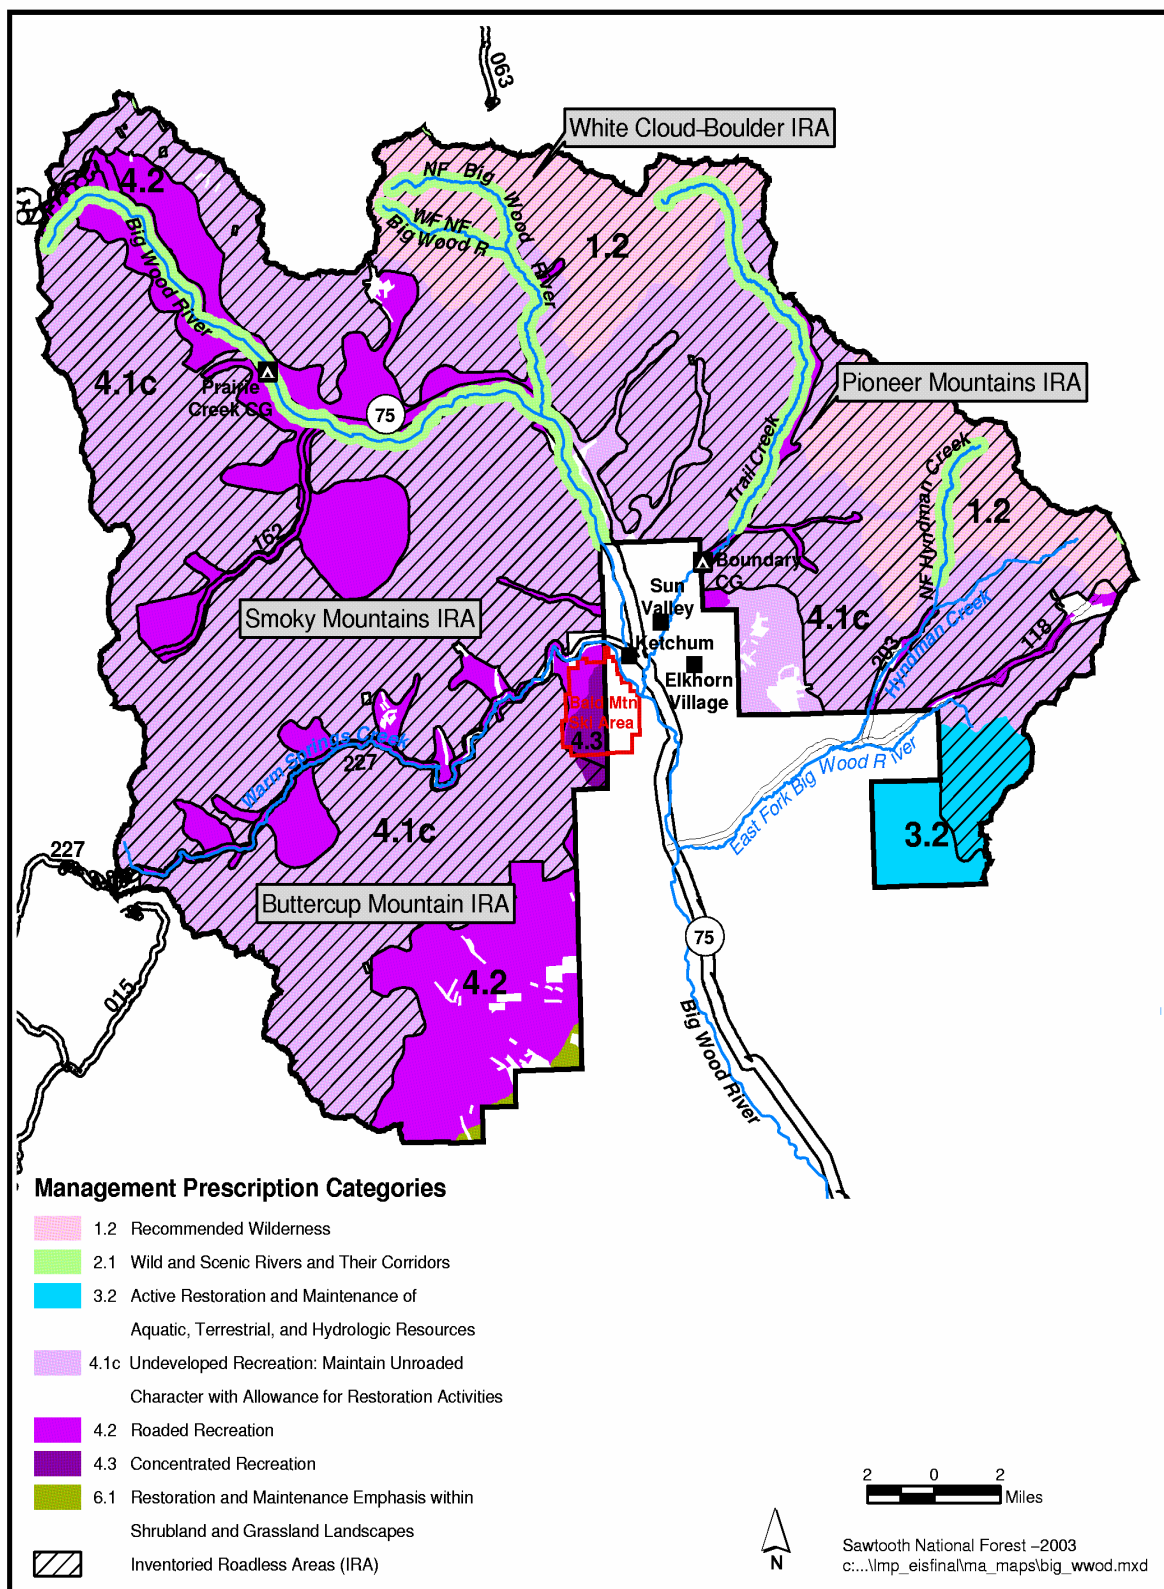 063
White Cloud-Boulder IRA
4.2
NF Big Wood River
WF NF
Big Wood R
1.2
Big Wood River
4.1c
Prairie
Creek CG
75
Pioneer Mountains IRA
Trail Creek
NF Hyndman Creek
1.2
162
Boundary
CG
Sun
Valley
Smoky Mountains IRA
4.1c
Ketchum
203
Hyndman Creek
118
Elkhorn
Village
Bald Mtn
Ski Area
4.3
Warm Springs Creek
227
East Fork Big Wood River
4.1c
3.2
227
Buttercup Mountain IRA
75
015
4.2
Big Wood River
Management Prescription Categories
1.2 Recommended Wilderness
2.1 Wild and Scenic Rivers and Their Corridors
3.2 Active Restoration and Maintenance of
Aquatic, Terrestrial, and Hydrologic Resources
4.1c Undeveloped Recreation: Maintain Unroaded
Character with Allowance for Restoration Activities
4.2 Roaded Recreation
4.3 Concentrated Recreation
6.1 Restoration and Maintenance Emphasis within
Shrubland and Grassland Landscapes
Inventoried Roadless Areas (IRA)
2 0 2
Miles
N
Sawtooth National Forest -2003
c:...\lmp_eisfinal\ma_maps\big_wwod.mxd